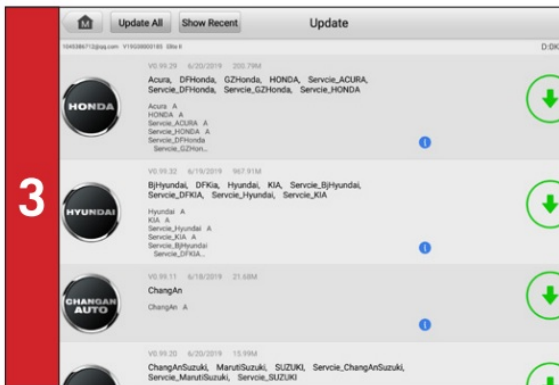 3
Update All
Show Recent
Update
V0.99.29 6/20/2019 200.79M
Acura, DFHonda, GZHonda, HONDA, Servcie_ACURA,
Servcie_DFHonda, Servcie_GZHonda, Servcie_HONDA
HONDA
Acura A
HONDA A
Servcie_ACURA A
Servcie_HONDA A
Servcie_DFHonda
Servcie_GZHon...
V0.99.32 6/19/2019 967.91M
BjHyundai, DFKia, Hyundai, KIA, Servcie_BjHyundai,
Servcie_DFKIA, Servcie_Hyundai, Servcie_KIA
HYUNDAI
Hyundai A
KIA A
Servcie_Hyundai A
Servcie_KIA A
Servcie_BjHyundai
Servcie_DFKIA...
V0.99.11 6/18/2019 21.68M
ChangAn
CHANGAN
AUTO
ChangAn A
V0.99.20 6/20/2019 15.99M
ChangAnSuzuki, MarutiSuzuki, SUZUKI, Servcie_ChangAnSuzuki,
Servcie_MarutiSuzuki, Servcie_SUZUKI